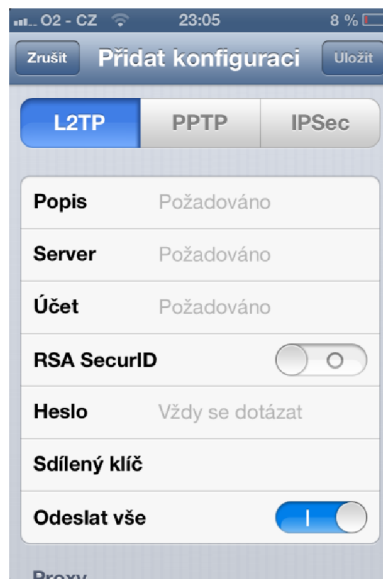 O2 - CZ 23:05 8 %
Zrušit Přidat konfiguraci Uložit
L2TP PPTP IPSec
Popis Požadováno
Server Požadováno
Účet Požadováno
RSA SecurID
Heslo Vždy se dotázat
Sdílený klíč
Odeslat vše
Proxy